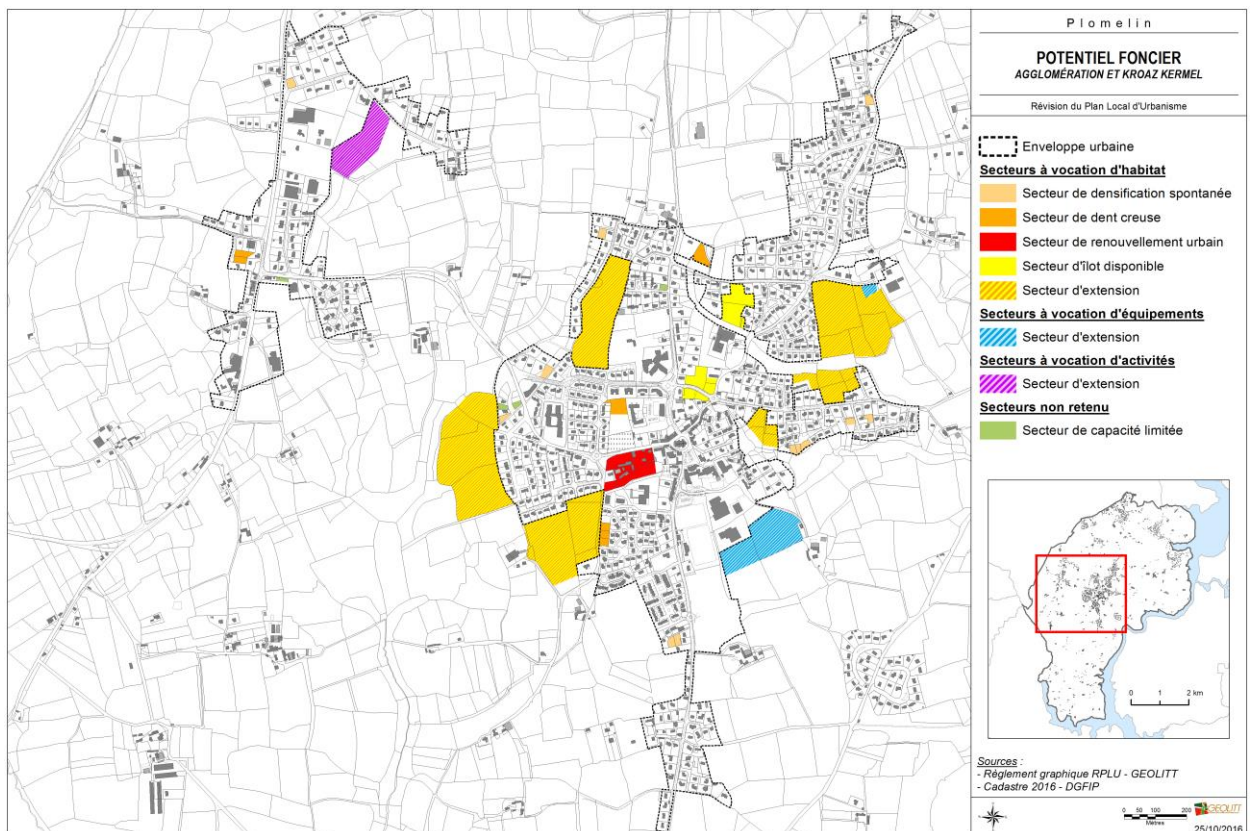 Plomelin
POTENTIEL FONCIER
AGGLOMÉRATION ET KROAZ KERMEL
Révision du Plan Local d'Urbanisme
Enveloppe urbaine
Secteurs à vocation d'habitat
Secteur de densification spontanée
Secteur de dent creuse
Secteur de renouvellement urbain
Secteur d'îlot disponible
Secteur d'extension
Secteurs à vocation d'équipements
Secteur d'extension
Secteurs à vocation d'activités
Secteur d'extension
Secteurs non retenu
Secteur de capacité limitée
0 1 2 km
Sources :
- Règlement graphique RPLU - GEOLITT
- Cadastre 2016 - DGFIP
0 50 100 200
Mètres
GEOLITT
25/10/2016